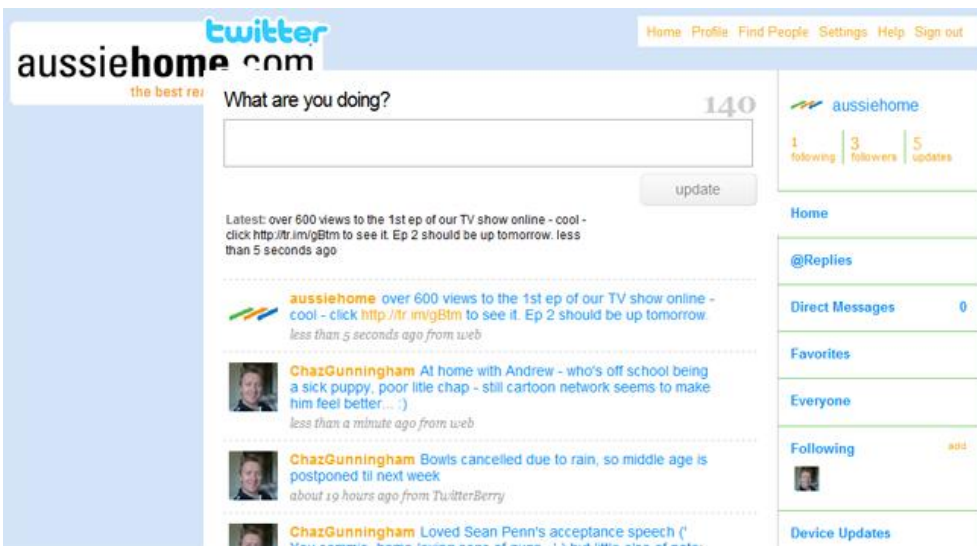 twitter
Home Profile Find People Settings Help Sign out
aussiehome.com
the best rea
What are you doing?
140
update
Latest: over 600 views to the 1st ep of our TV show online - cool -
click http://tr.im/gBtm to see it. Ep 2 should be up tomorrow. less
than 5 seconds ago
aussiehome over 600 views to the 1st ep of our TV show online -
cool - click http://tr.im/gBtm to see it. Ep 2 should be up tomorrow.
less than 5 seconds ago from web
ChazGunningham At home with Andrew - who's off school being
a sick puppy, poor litle chap - still cartoon network seems to make
him feel better... :)
less than a minute ago from web
ChazGunningham Bowls cancelled due to rain, so middle age is
postponed til next week
about 19 hours ago from TwitterBerry
ChazGunningham Loved Sean Penn's acceptance speech ('
aussiehome
1 3 5
following followers updates
Home
@Replies
Direct Messages 0
Favorites
Everyone
Following add
Device Updates